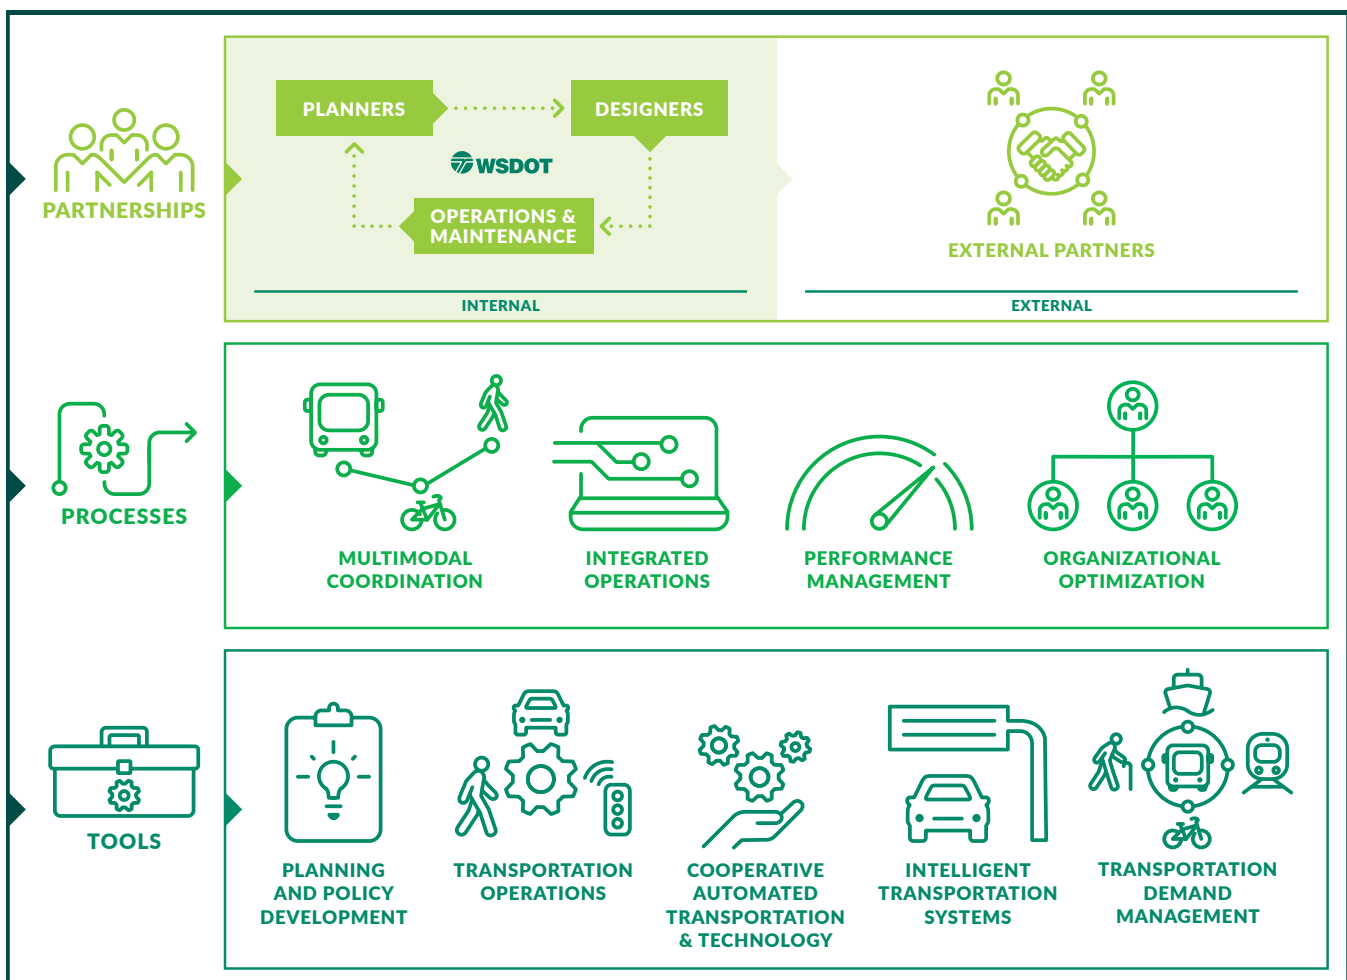 PLANNERS
DESIGNERS
WSDOT
OPERATIONS &
MAINTENANCE
PARTNERSHIPS
EXTERNAL PARTNERS
INTERNAL
EXTERNAL
PROCESSES
MULTIMODAL
COORDINATION
INTEGRATED
OPERATIONS
PERFORMANCE
MANAGEMENT
ORGANIZATIONAL
OPTIMIZATION
TOOLS
PLANNING
AND POLICY
DEVELOPMENT
TRANSPORTATION
OPERATIONS
COOPERATIVE
AUTOMATED
TRANSPORTATION
& TECHNOLOGY
INTELLIGENT
TRANSPORTATION
SYSTEMS
TRANSPORTATION
DEMAND
MANAGEMENT